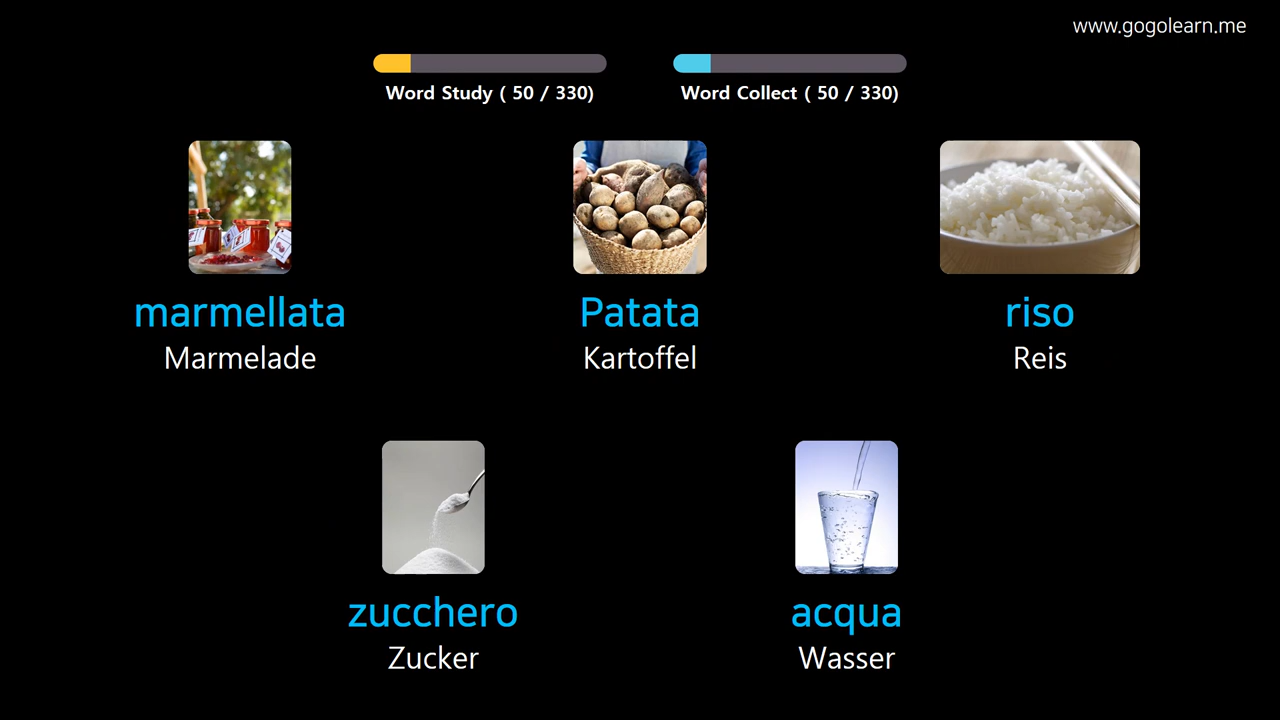 www.gogolearn.me
Word Study ( 50 / 330)
Word Collect ( 50 / 330)
marmellata
Marmelade
Patata
Kartoffel
riso
Reis
zucchero
Zucker
acqua
Wasser